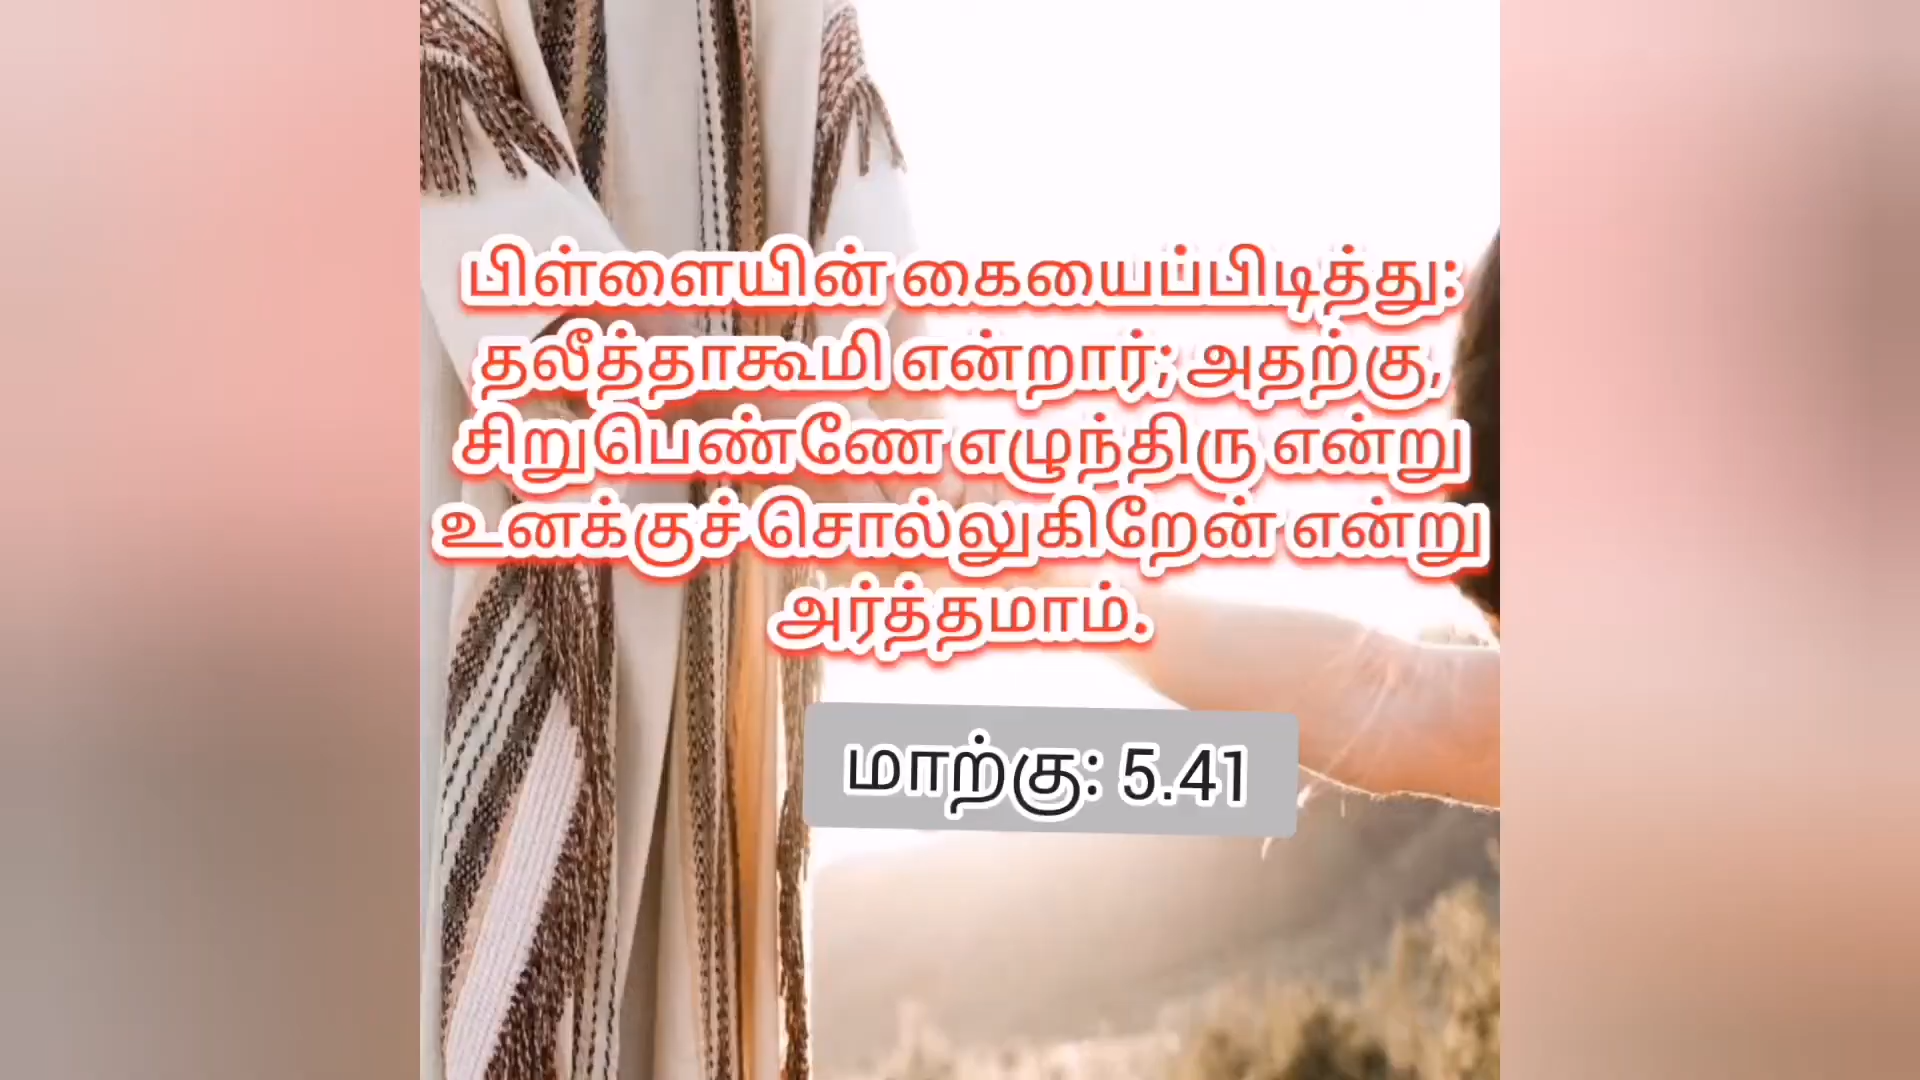 பிள்ளையின் கையைப்பிடித்து:
தலீத்தாகூமி என்றார்; அதற்கு,
சிறுபெண்ணே எழுந்திரு என்று
உனக்குச் சொல்லுகிறேன் என்று
அர்த்தமாம்.
மாற்கு: 5.41